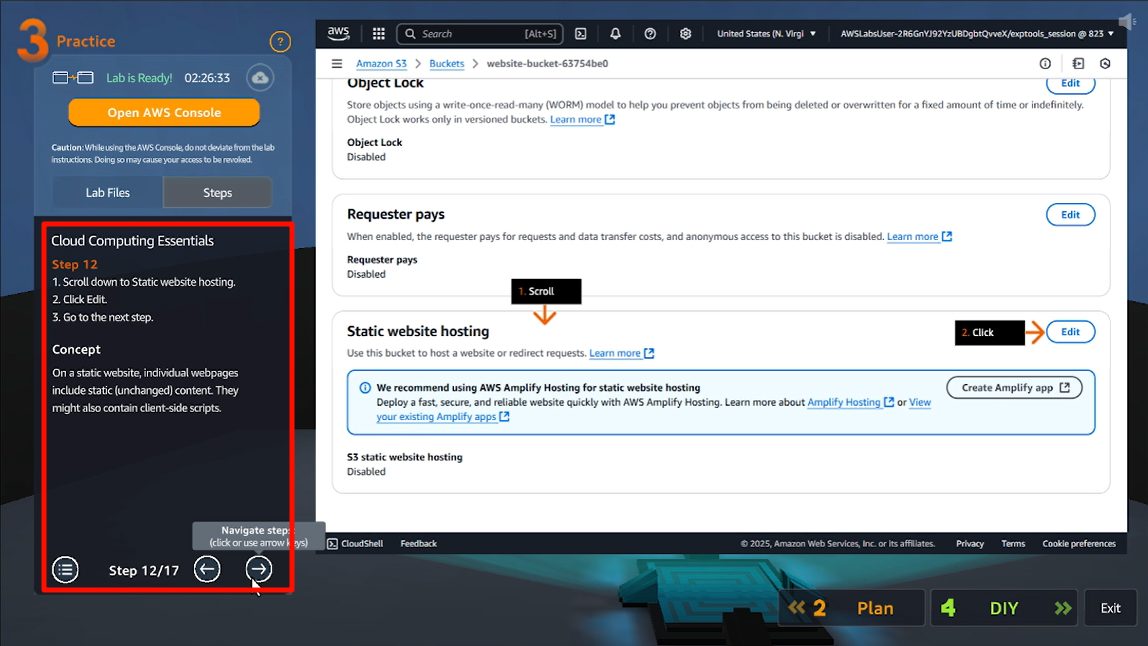 3 Practice
?
Lab is Ready! 02:26:33
Open AWS Console
Caution: While using the AWS Console, do not deviate from the lab
instructions. Doing so may cause your access to be revoked.
Lab Files Steps
Cloud Computing Essentials
Step 12
1. Scroll down to Static website hosting.
2. Click Edit.
3. Go to the next step.
Concept
On a static website, individual webpages
include static (unchanged) content. They
might also contain client-side scripts.
Navigate steps
(click or use arrow keys)
Step 12/17
aws Search [Alt+S] United States (N. Virgi AWSLabsUser-2R6GnYJ92YzUBDgbtQvveX/exptools_session @ 823
Amazon S3 > Buckets > website-bucket-63754be0
Object Lock Edit
Store objects using a write-once-read-many (WORM) model to help you prevent objects from being deleted or overwritten for a fixed amount of time or indefinitely.
Object Lock works only in versioned buckets. Learn more
Object Lock
Disabled
Requester pays Edit
When enabled, the requester pays for requests and data transfer costs, and anonymous access to this bucket is disabled. Learn more
Requester pays
Disabled
1. Scroll
Static website hosting 2. Click Edit
Use this bucket to host a website or redirect requests. Learn more
We recommend using AWS Amplify Hosting for static website hosting Create Amplify app
Deploy a fast, secure, and reliable website quickly with AWS Amplify Hosting. Learn more about Amplify Hosting or View
your existing Amplify apps
S3 static website hosting
Disabled
CloudShell Feedback © 2025, Amazon Web Services, Inc. or its affiliates. Privacy Terms Cookie preferences
2 Plan 4 DIY Exit